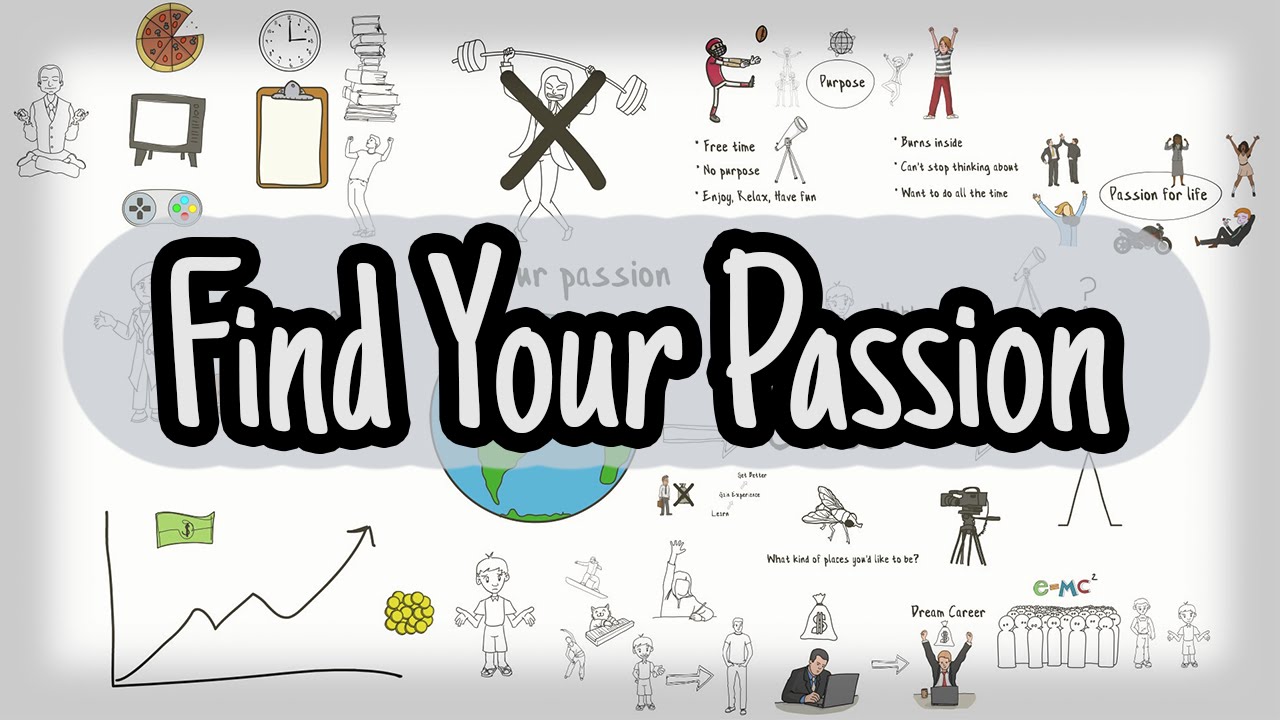 Purpose
* Free time
* No purpose
* Enjoy, Relax, Have fun
* Burns inside
* Can't stop thinking about
* Want to do all the time
Passion for life
ur passion
?
Find Your Passion
Get Better
Gain Experience
Learn
What kind of places you'd like to be?
$
e=mc²
Dream Career
$
$